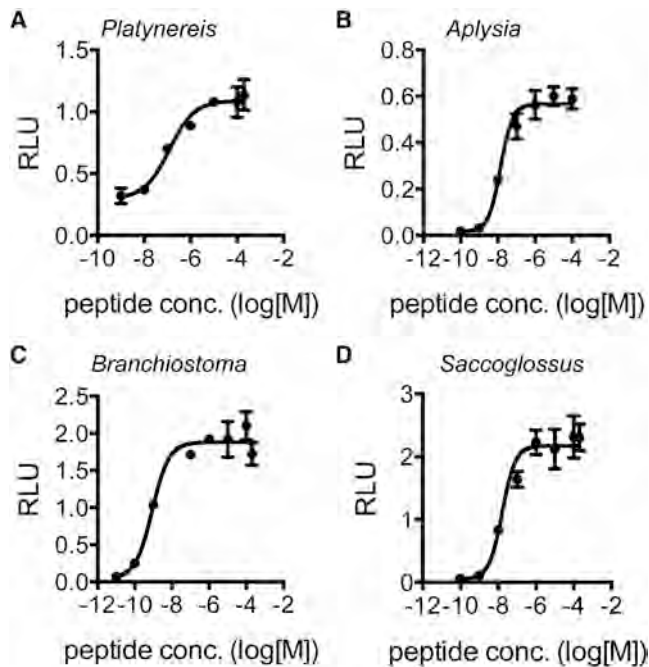 A Platynereis
1.5
1.0
0.5
0.0
RLU
-10 -8 -6 -4 -2
peptide conc. (log[M])
B Aplysia
0.8
0.6
0.4
0.2
0.0
RLU
-12 -10 -8 -6 -4 -2
peptide conc. (log[M])
C Branchiostoma
2.5
2.0
1.5
1.0
0.5
0.0
RLU
-12 -10 -8 -6 -4 -2
peptide conc. (log[M])
D Saccoglossus
3
2
1
0
RLU
-12 -10 -8 -6 -4 -2
peptide conc. (log[M])